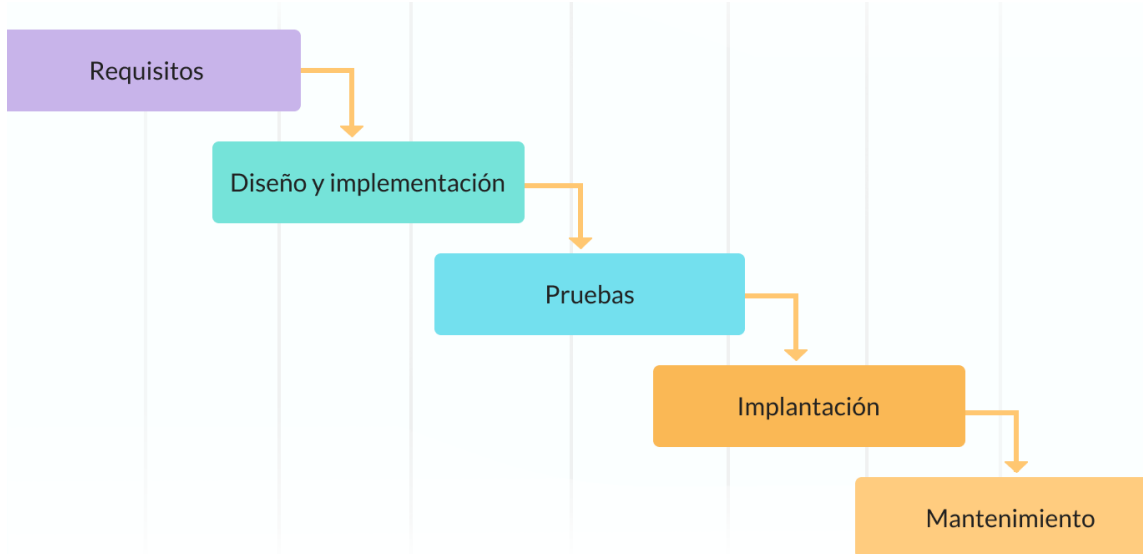 Requisitos
Diseño y implementación
Pruebas
Implantación
Mantenimiento